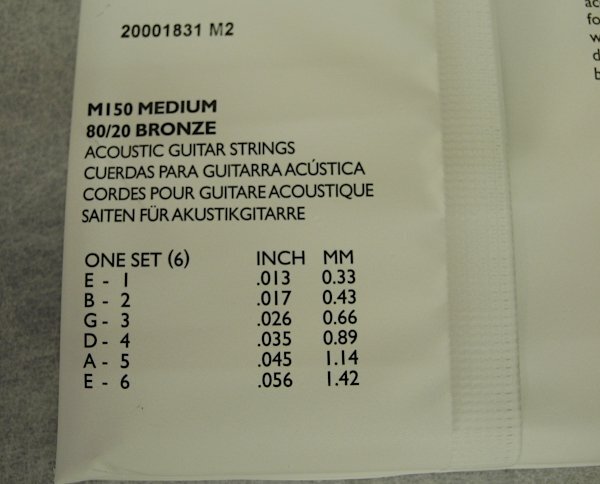 20001831 M2
M150 MEDIUM
80/20 BRONZE
ACOUSTIC GUITAR STRINGS
CUERDAS PARA GUITARRA ACÚSTICA
CORDES POUR GUITARE ACOUSTIQUE
SAITEN FÜR AKUSTIKGITARRE
ONE SET (6) INCH MM
E - 1 .013 0.33
B - 2 .017 0.43
G - 3 .026 0.66
D - 4 .035 0.89
A - 5 .045 1.14
E - 6 .056 1.42